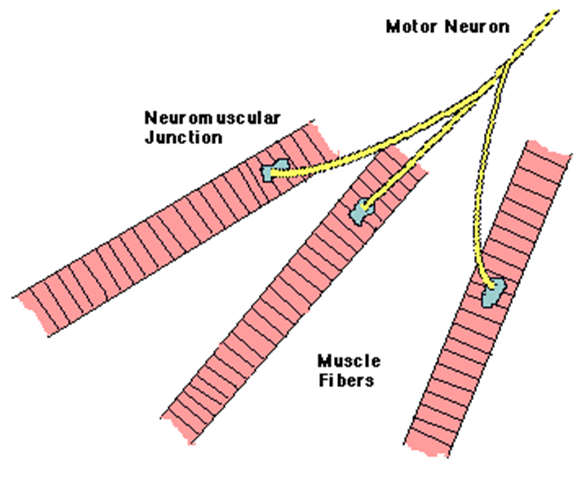 Motor Neuron
Neuromuscular
Junction
Muscle
Fibers